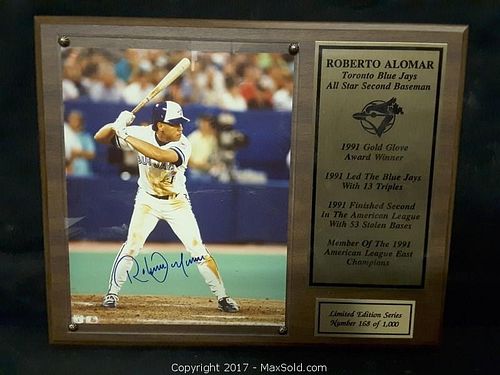 ROBERTO ALOMAR
Toronto Blue Jays
All Star Second Baseman
1991 Gold Glove
Award Winner
1991 Led The Blue Jays
With 13 Triples
1991 Finished Second
In The American League
With 53 Stolen Bases
Member Of The 1991
American League East
Champions
Limited Edition Series
Number 168 of 1,000
Copyright 2017 - MaxSold.com